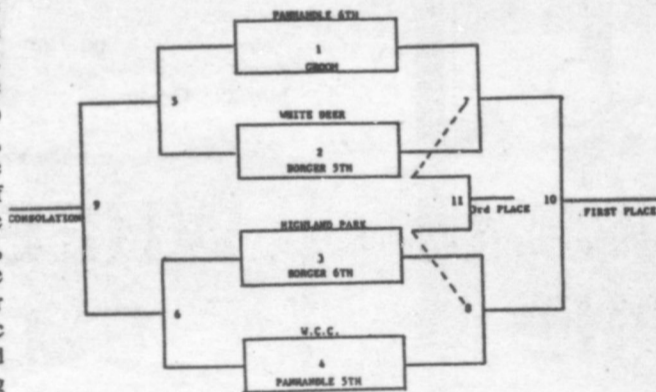 PANHANDLE 6TH
1
GROOM
5
7
WHITE DEER
2
BORGER 5TH
CONSOLATION
9
11
3rd PLACE
10
FIRST PLACE
HIGHLAND PARK
3
BORGER 6TH
6
8
W.C.C.
4
PANHANDLE 5TH